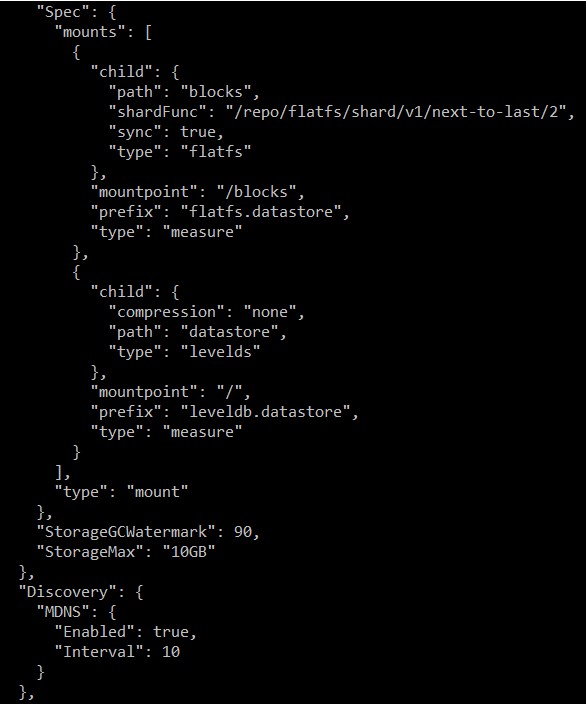 "Spec": {
"mounts": [
{
"child": {
"path": "blocks",
"shardFunc": "/repo/flatfs/shard/v1/next-to-last/2",
"sync": true,
"type": "flatfs"
},
"mountpoint": "/blocks",
"prefix": "flatfs.datastore",
"type": "measure"
},
{
"child": {
"compression": "none",
"path": "datastore",
"type": "levelds"
},
"mountpoint": "/",
"prefix": "leveldb.datastore",
"type": "measure"
}
],
"type": "mount"
},
"StorageGCWatermark": 90,
"StorageMax": "10GB"
},
"Discovery": {
"MDNS": {
"Enabled": true,
"Interval": 10
}
},